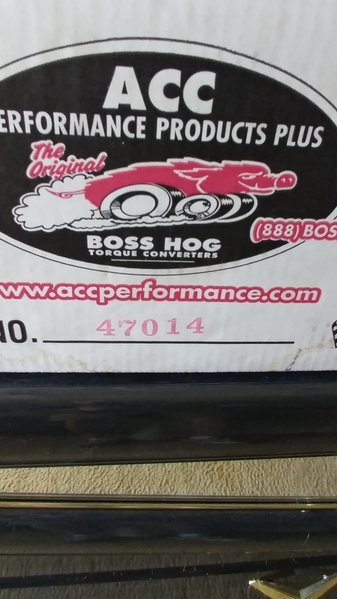 ACC
ERFORMANCE PRODUCTS PLUS
The
Original
(888) BOS
BOSS HOG
TORQUE CONVERTERS
www.accperformance.com
NO. 47014